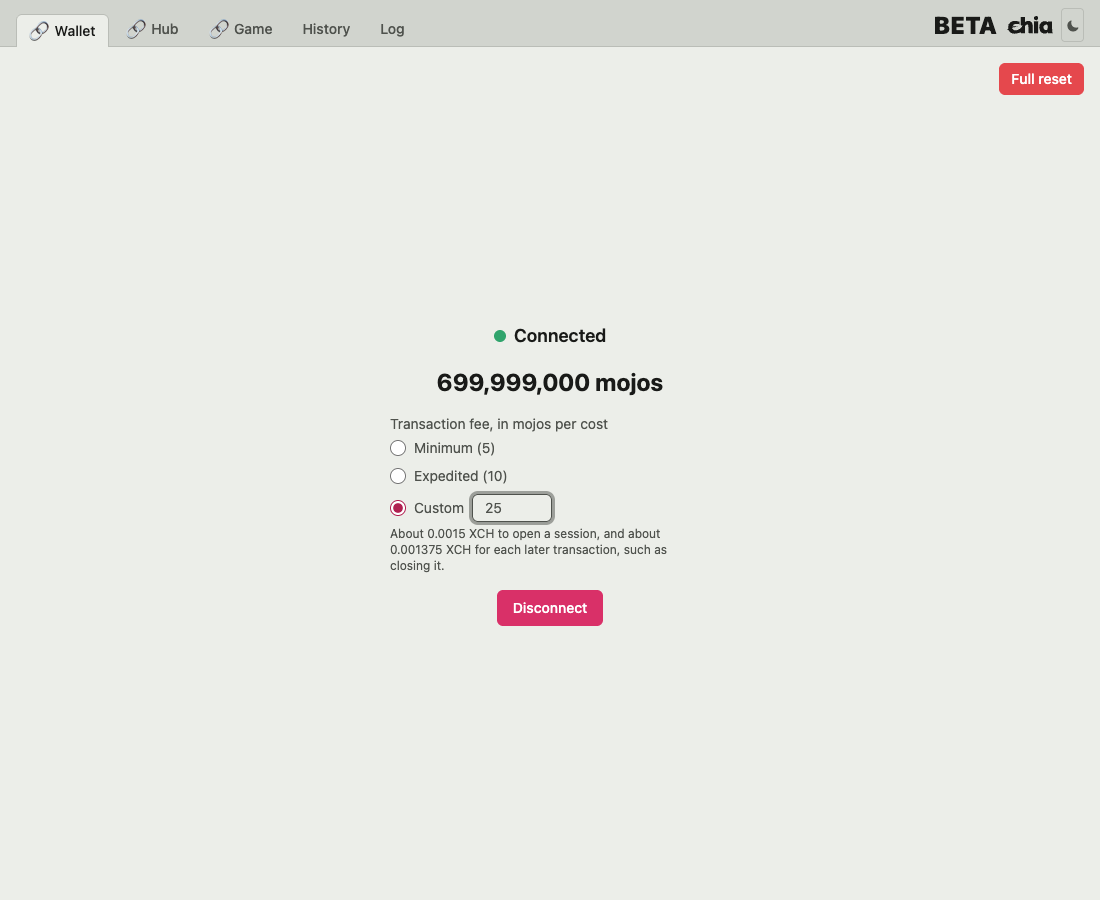 Wallet
Hub
Game
History
Log
BETA chia
Full reset
Connected
699,999,000 mojos
Transaction fee, in mojos per cost
Minimum (5)
Expedited (10)
Custom 25
About 0.0015 XCH to open a session, and about
0.001375 XCH for each later transaction, such as
closing it.
Disconnect